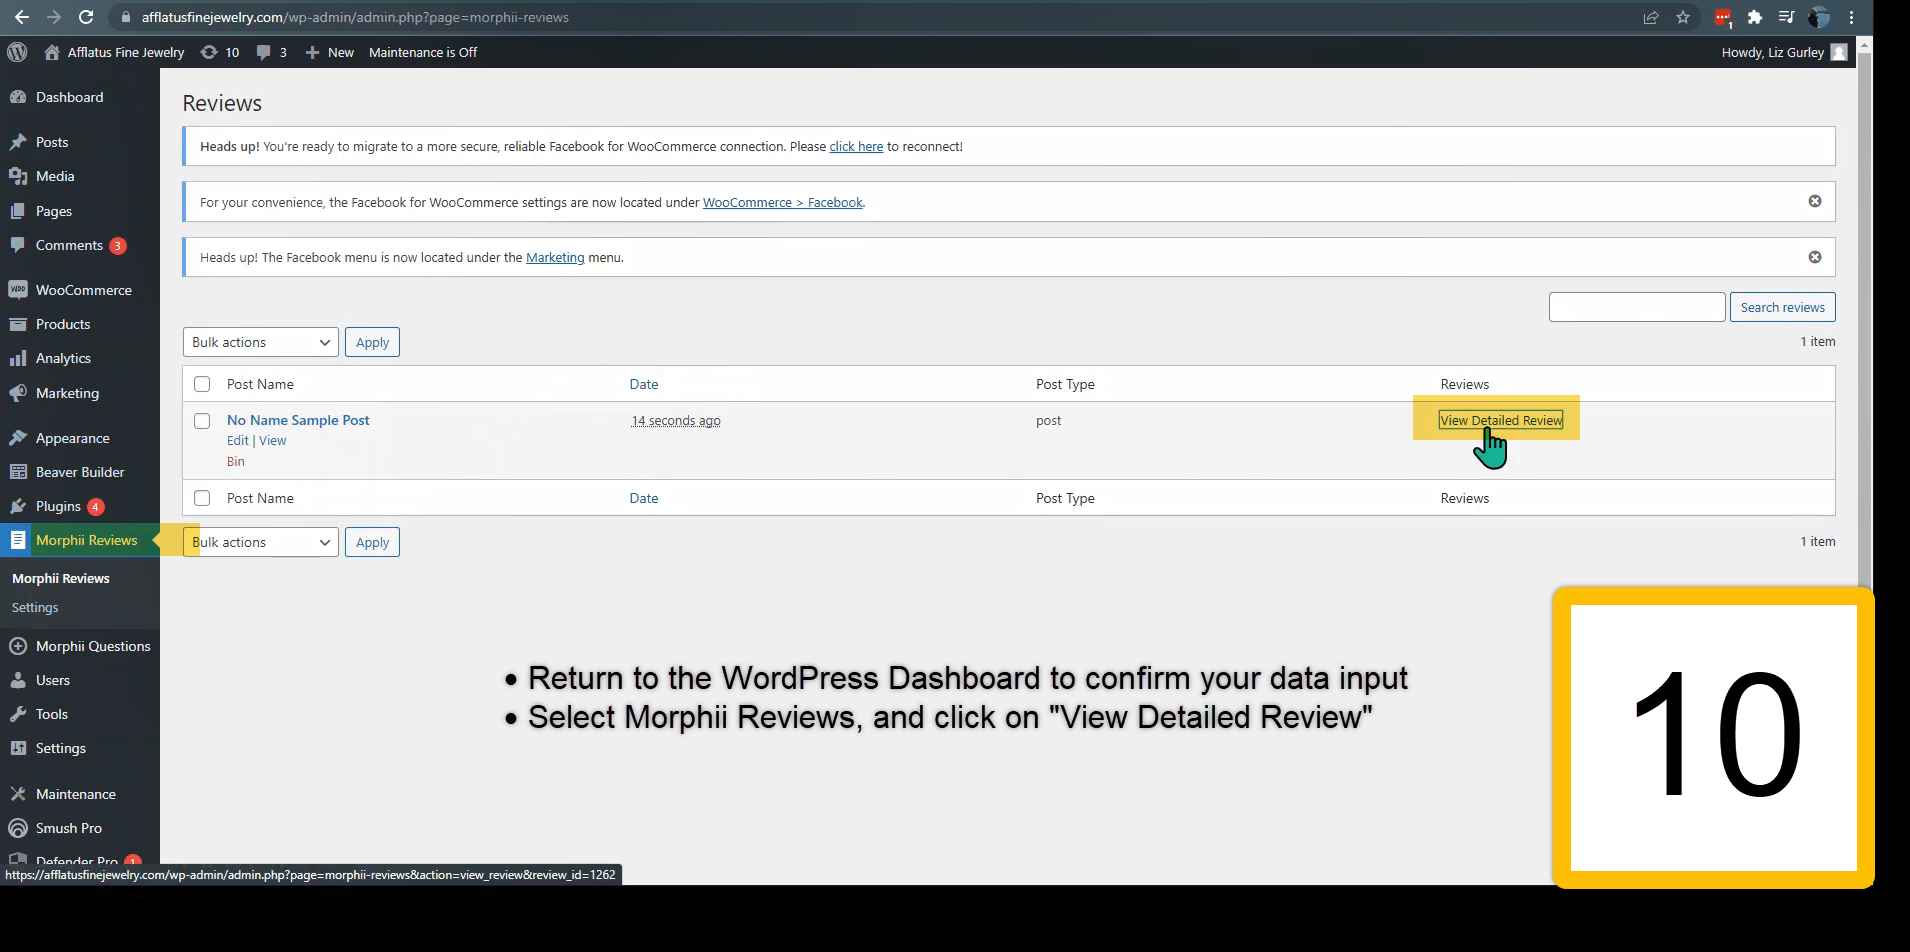 afflatusfinejewelry.com/wp-admin/admin.php?page=morphii-reviews
1
Afflatus Fine Jewelry 10 3 New Maintenance is Off
Howdy, Liz Gurley
Dashboard
Posts
Media
Pages
Comments 3
WOO WooCommerce
Products
Analytics
Marketing
Appearance
Beaver Builder
Plugins 4
Morphii Reviews
Morphii Reviews
Settings
Morphii Questions
Users
Tools
Settings
Maintenance
Smush Pro
Defender Pro 1
Reviews
Heads up! You're ready to migrate to a more secure, reliable Facebook for WooCommerce connection. Please click here to reconnect!
For your convenience, the Facebook for WooCommerce settings are now located under WooCommerce > Facebook.
Heads up! The Facebook menu is now located under the Marketing menu.
Search reviews
Bulk actions Apply 1 item
Post Name Date Post Type Reviews
No Name Sample Post 14 seconds ago post View Detailed Review
Edit | View
Bin
Post Name Date Post Type Reviews
Bulk actions Apply 1 item
• Return to the WordPress Dashboard to confirm your data input
• Select Morphii Reviews, and click on "View Detailed Review"
10
https://afflatusfinejewelry.com/wp-admin/admin.php?page=morphii-reviews&action=view_review&review_id=1262